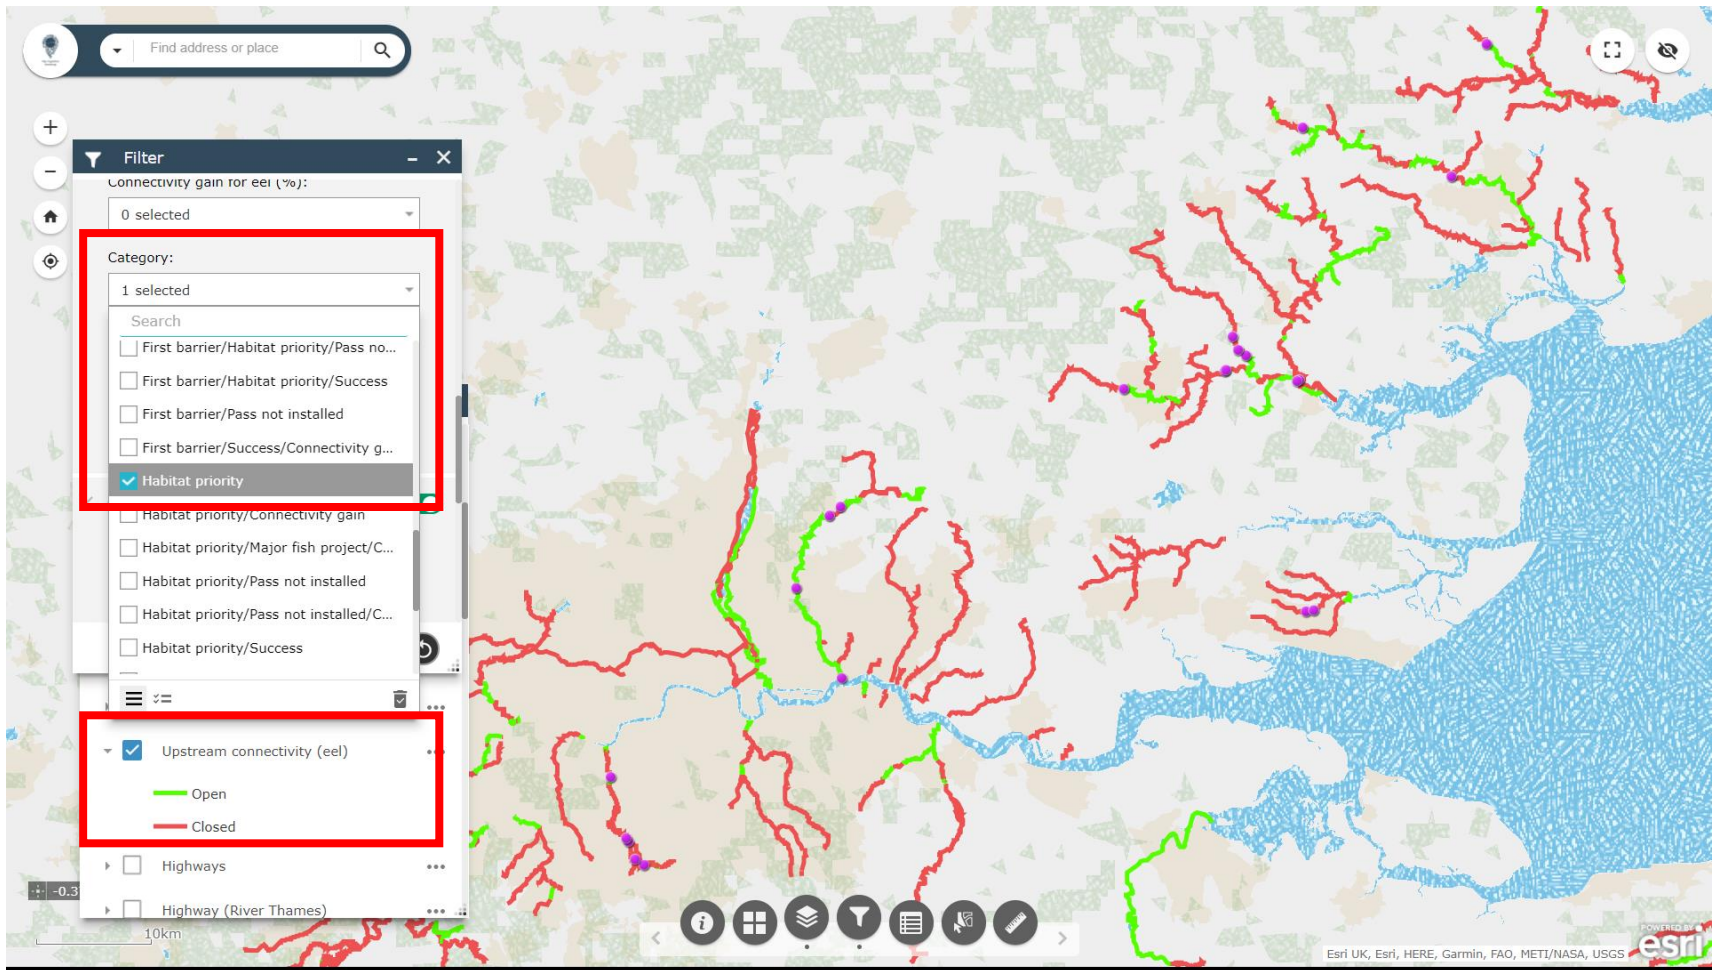 Find address or place
Filter
Connectivity gain for eel (%):
0 selected
Category:
1 selected
Search
First barrier/Habitat priority/Pass no...
First barrier/Habitat priority/Success
First barrier/Pass not installed
First barrier/Success/Connectivity g...
Habitat priority
Habitat priority/Connectivity gain
Habitat priority/Major fish project/C...
Habitat priority/Pass not installed
Habitat priority/Pass not installed/C...
Habitat priority/Success
Upstream connectivity (eel)
Open
Closed
Highways
-0.3
Highway (River Thames)
10km
Esri UK, Esri, HERE, Garmin, FAO, METI/NASA, USGS
POWERED BY
esri